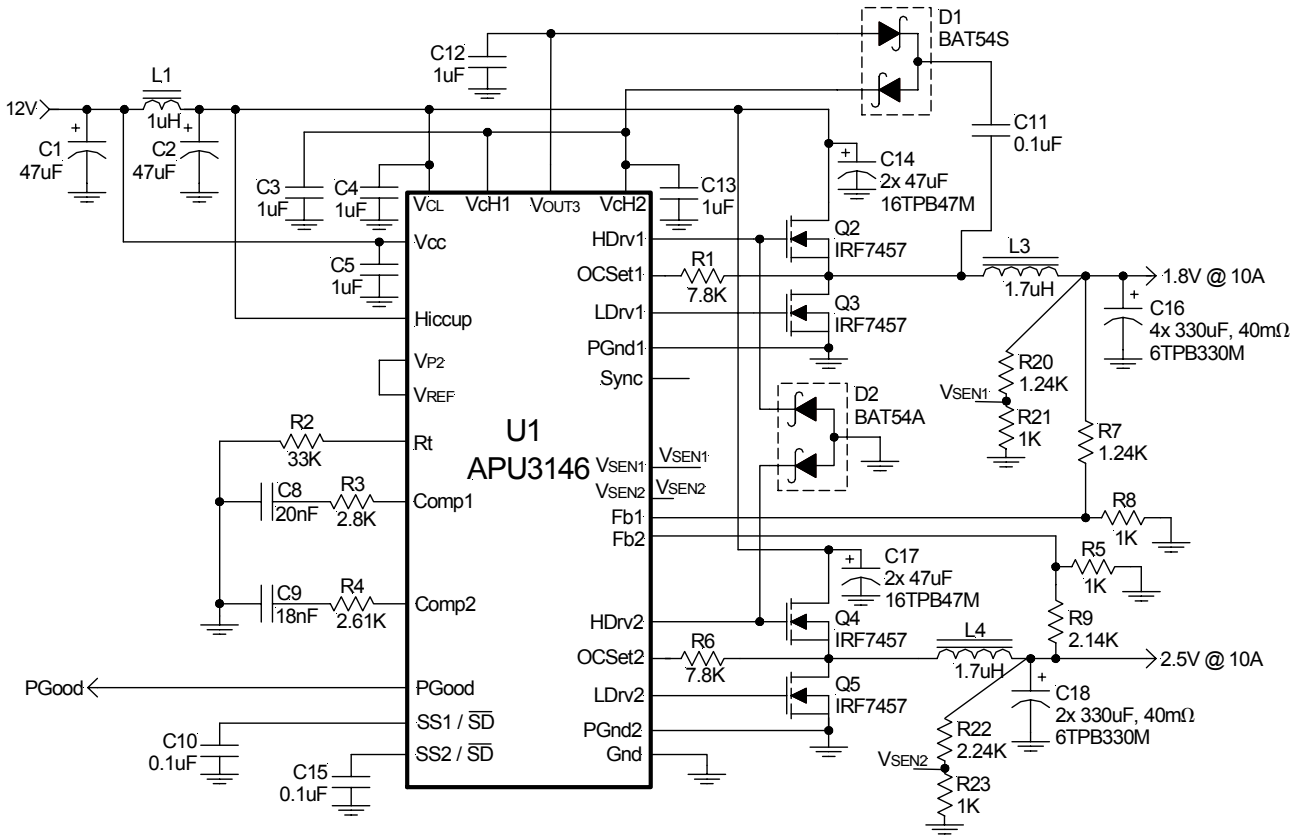 D1
BAT54S
C12
1uF
L1
12V
1uH
C1
47uF
C2
47uF
C11
0.1uF
C14
2x 47uF
16TPB47M
C3
1uF
C4
1uF
C13
1uF
VCL
VcH1
VOUT3
VcH2
Vcc
C5
1uF
HDrv1
Q2
IRF7457
OCSet1
R1
7.8K
L3
1.7uH
1.8V @ 10A
Hiccup
LDrv1
Q3
IRF7457
C16
4x 330uF, 40mΩ
6TPB330M
PGnd1
VP2
VREF
Sync
R20
1.24K
VSEN1
R21
1K
D2
BAT54A
R7
1.24K
R2
33K
Rt
U1
APU3146
VSEN1
VSEN1
VSEN2
VSEN2
C8
20nF
R3
2.8K
Comp1
Fb1
R8
1K
Fb2
R5
1K
C17
2x 47uF
16TPB47M
C9
18nF
R4
2.61K
Comp2
HDrv2
Q4
IRF7457
R9
2.14K
L4
1.7uH
OCSet2
R6
7.8K
2.5V @ 10A
PGood
PGood
LDrv2
Q5
IRF7457
C18
2x 330uF, 40mΩ
6TPB330M
SS1 / SD
PGnd2
R22
2.24K
C10
0.1uF
SS2 / SD
Gnd
VSEN2
C15
0.1uF
R23
1K